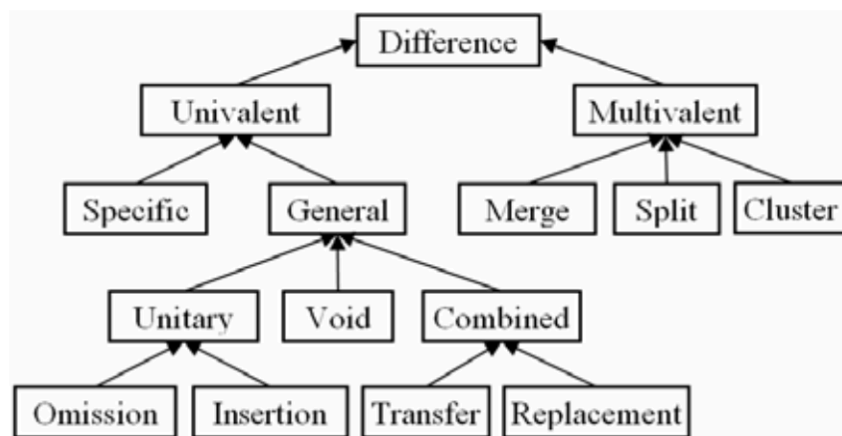 Difference
Univalent
Multivalent
Specific
General
Merge
Split
Cluster
Unitary
Void
Combined
Omission
Insertion
Transfer
Replacement